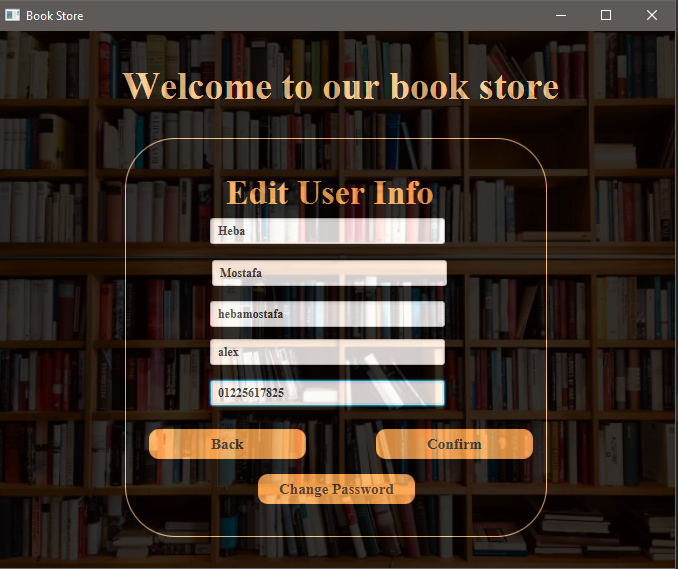 Book Store
Welcome to our book store
Edit User Info
Heba
Mostafa
hebamostafa
alex
01225617825
Back Confirm
Change Password